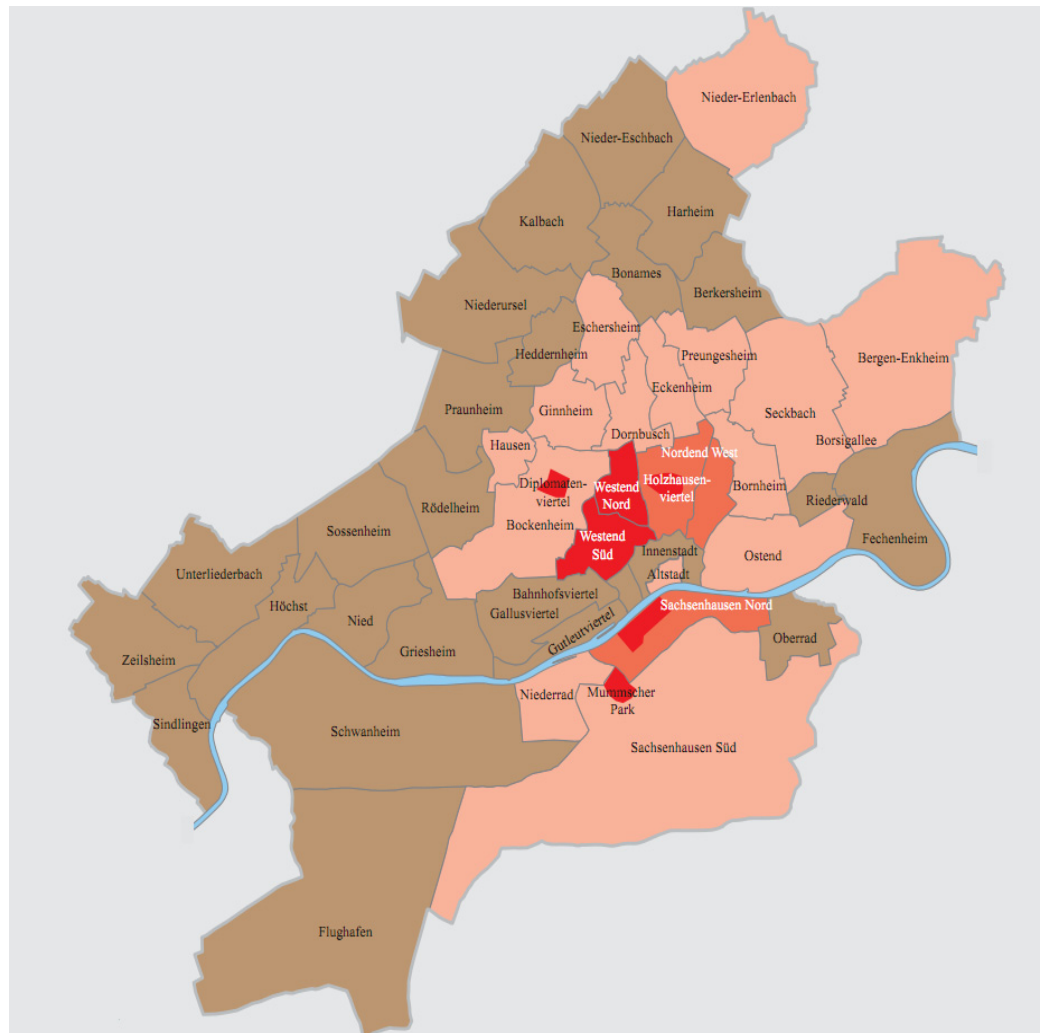 Nieder-Erlenbach
Nieder-Eschbach
Harheim
Kalbach
Bonames
Berkersheim
Niederursel
Eschersheim
Heddernheim
Preungesheim
Bergen-Enkheim
Eckenheim
Praunheim
Ginnheim
Seckbach
Dornbusch
Hausen
Borsigallee
Nordend West
Diplomaten-
viertel
Westend
Nord
Holzhausen-
viertel
Bornheim
Riederwald
Rödelheim
Bockenheim
Sossenheim
Westend
Süd
Fechenheim
Innenstadt
Ostend
Unterliederbach
Altstadt
Höchst
Bahnhofsviertel
Gallusviertel
Nied
Sachsenhausen Nord
Gutleutviertel
Oberrad
Griesheim
Zeilsheim
Niederrad
Mummscher
Park
Sindlingen
Schwanheim
Sachsenhausen Süd
Flughafen